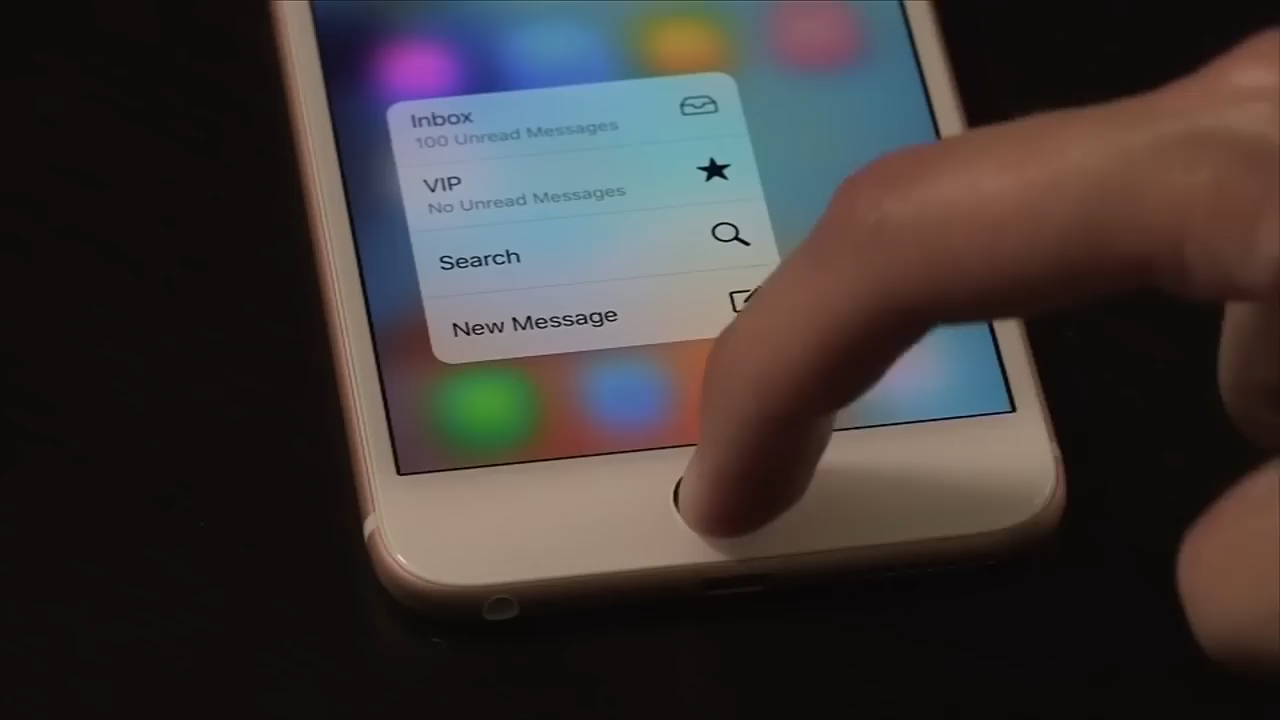 Inbox
100 Unread Messages
VIP
No Unread Messages
Search
New Message